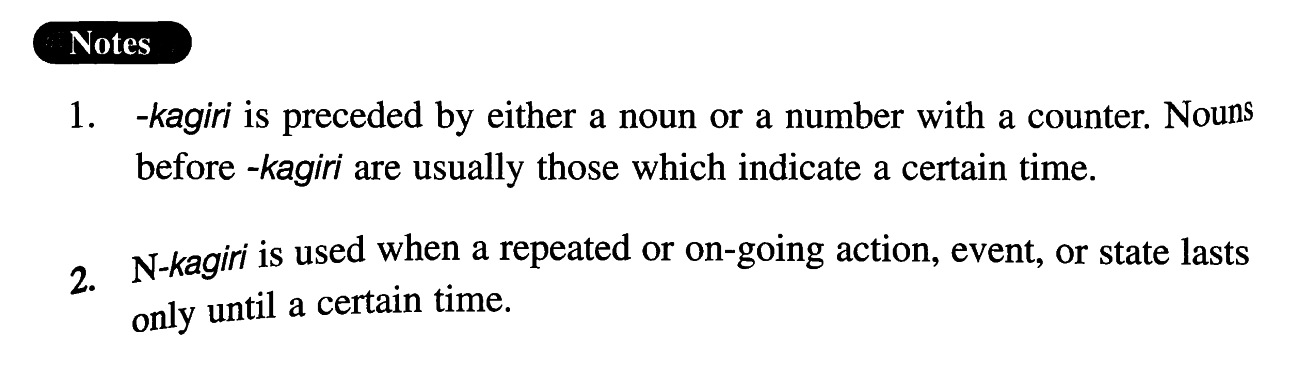 Notes
1. -kagiri is preceded by either a noun or a number with a counter. Nouns
before -kagiri are usually those which indicate a certain time.
2. N-kagiri is used when a repeated or on-going action, event, or state lasts
only until a certain time.